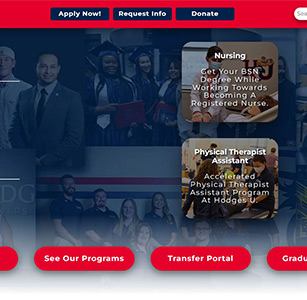 Apply Now!
Request Info
Donate
Sea
Nursing
Get Your BSN
Degree While
Working Towards
Becoming A
Registered Nurse.
Physical Therapist
Assistant
Accelerated
Physical Therapist
Assistant Program
At Hodges U.
See Our Programs
Transfer Portal
Gradu